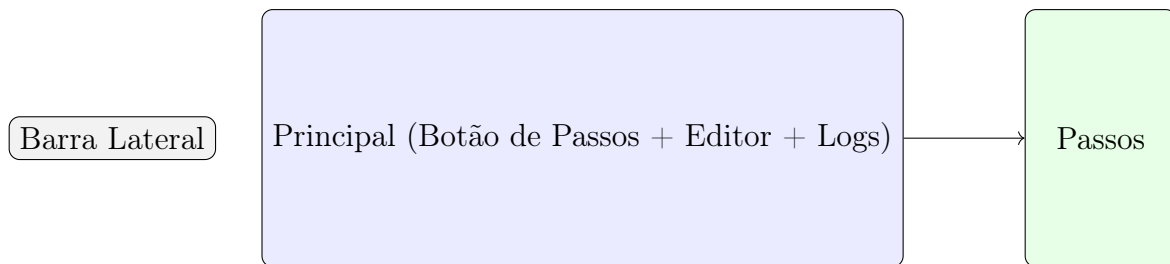 Barra Lateral
Principal (Botão de Passos + Editor + Logs)
Passos